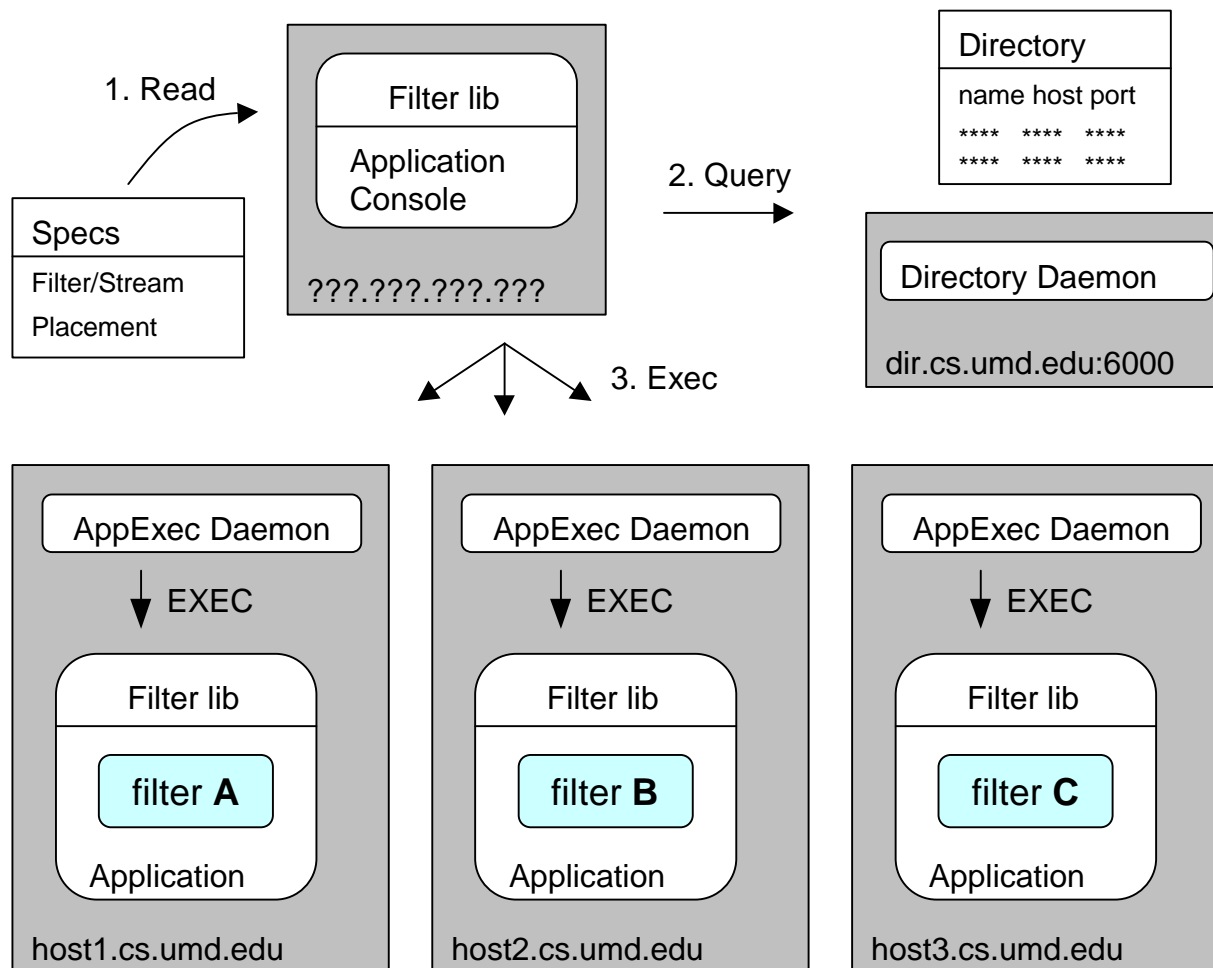 1. Read
Filter lib
Application
Console
???.???.???.???
2. Query
Directory
name host port
**** **** ****
**** **** ****
Specs
Filter/Stream
Placement
Directory Daemon
dir.cs.umd.edu:6000
3. Exec
AppExec Daemon
EXEC
Filter lib
filter A
Application
host1.cs.umd.edu
AppExec Daemon
EXEC
Filter lib
filter B
Application
host2.cs.umd.edu
AppExec Daemon
EXEC
Filter lib
filter C
Application
host3.cs.umd.edu